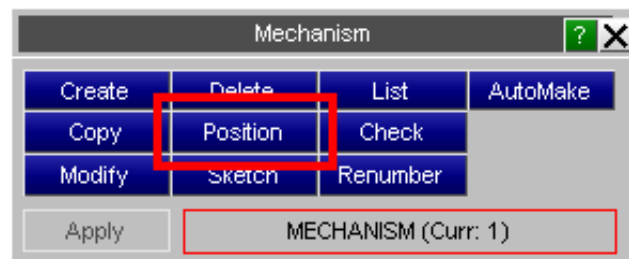 Mechanism ? X
Create Delete List AutoMake
Copy Position Check
Modify Sketch Renumber
Apply MECHANISM (Curr: 1)